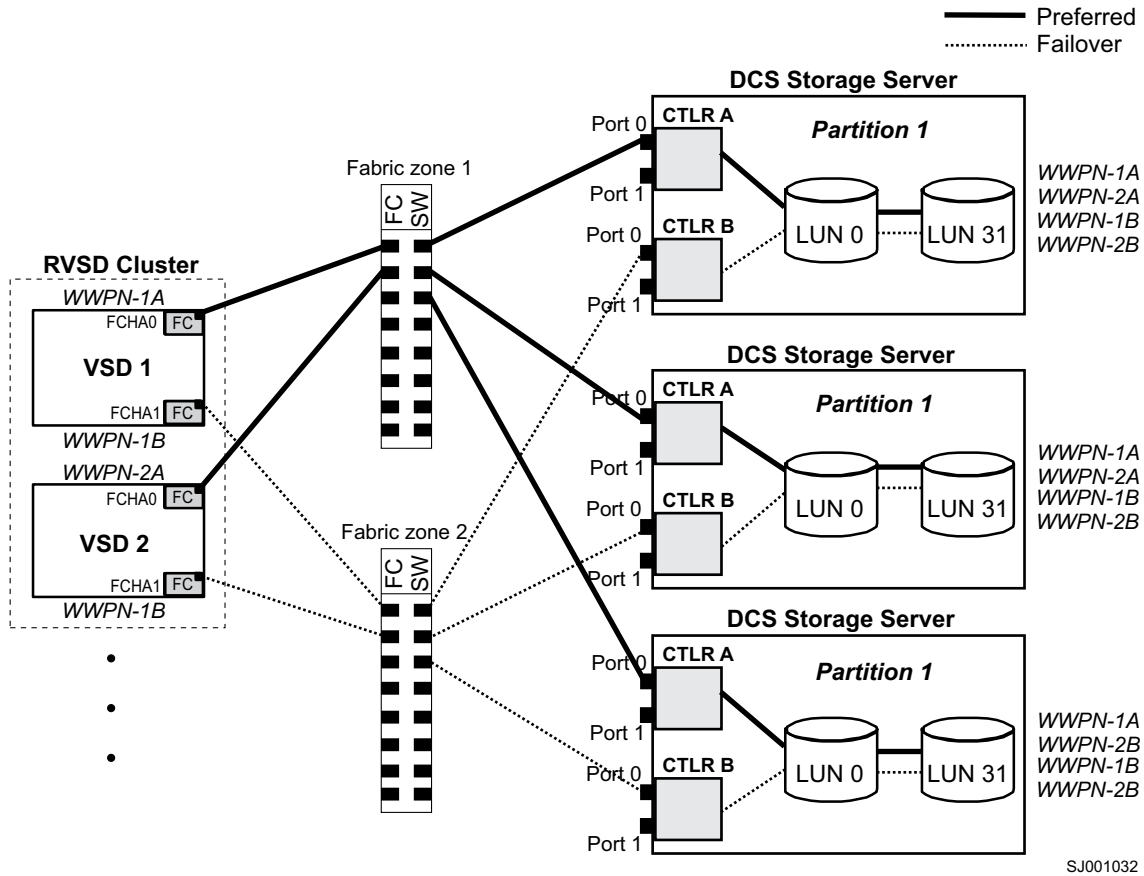 Preferred
Failover
DCS Storage Server
CTLR A
Partition 1
Port 0
Port 1
CTLR B
Port 0
Port 1
LUN 0
LUN 31
WWPN-1A
WWPN-2A
WWPN-1B
WWPN-2B
Fabric zone 1
FC
SW
RVSD Cluster
WWPN-1A
FCHA0
FC
VSD 1
FCHA1
FC
WWPN-1B
WWPN-2A
FCHA0
FC
VSD 2
FCHA1
FC
WWPN-1B
Fabric zone 2
FC
SW
DCS Storage Server
CTLR A
Partition 1
Port 0
Port 1
CTLR B
Port 0
Port 1
LUN 0
LUN 31
WWPN-1A
WWPN-2A
WWPN-1B
WWPN-2B
DCS Storage Server
CTLR A
Partition 1
Port 0
Port 1
CTLR B
Port 0
Port 1
LUN 0
LUN 31
WWPN-1A
WWPN-2B
WWPN-1B
WWPN-2B
SJ001032